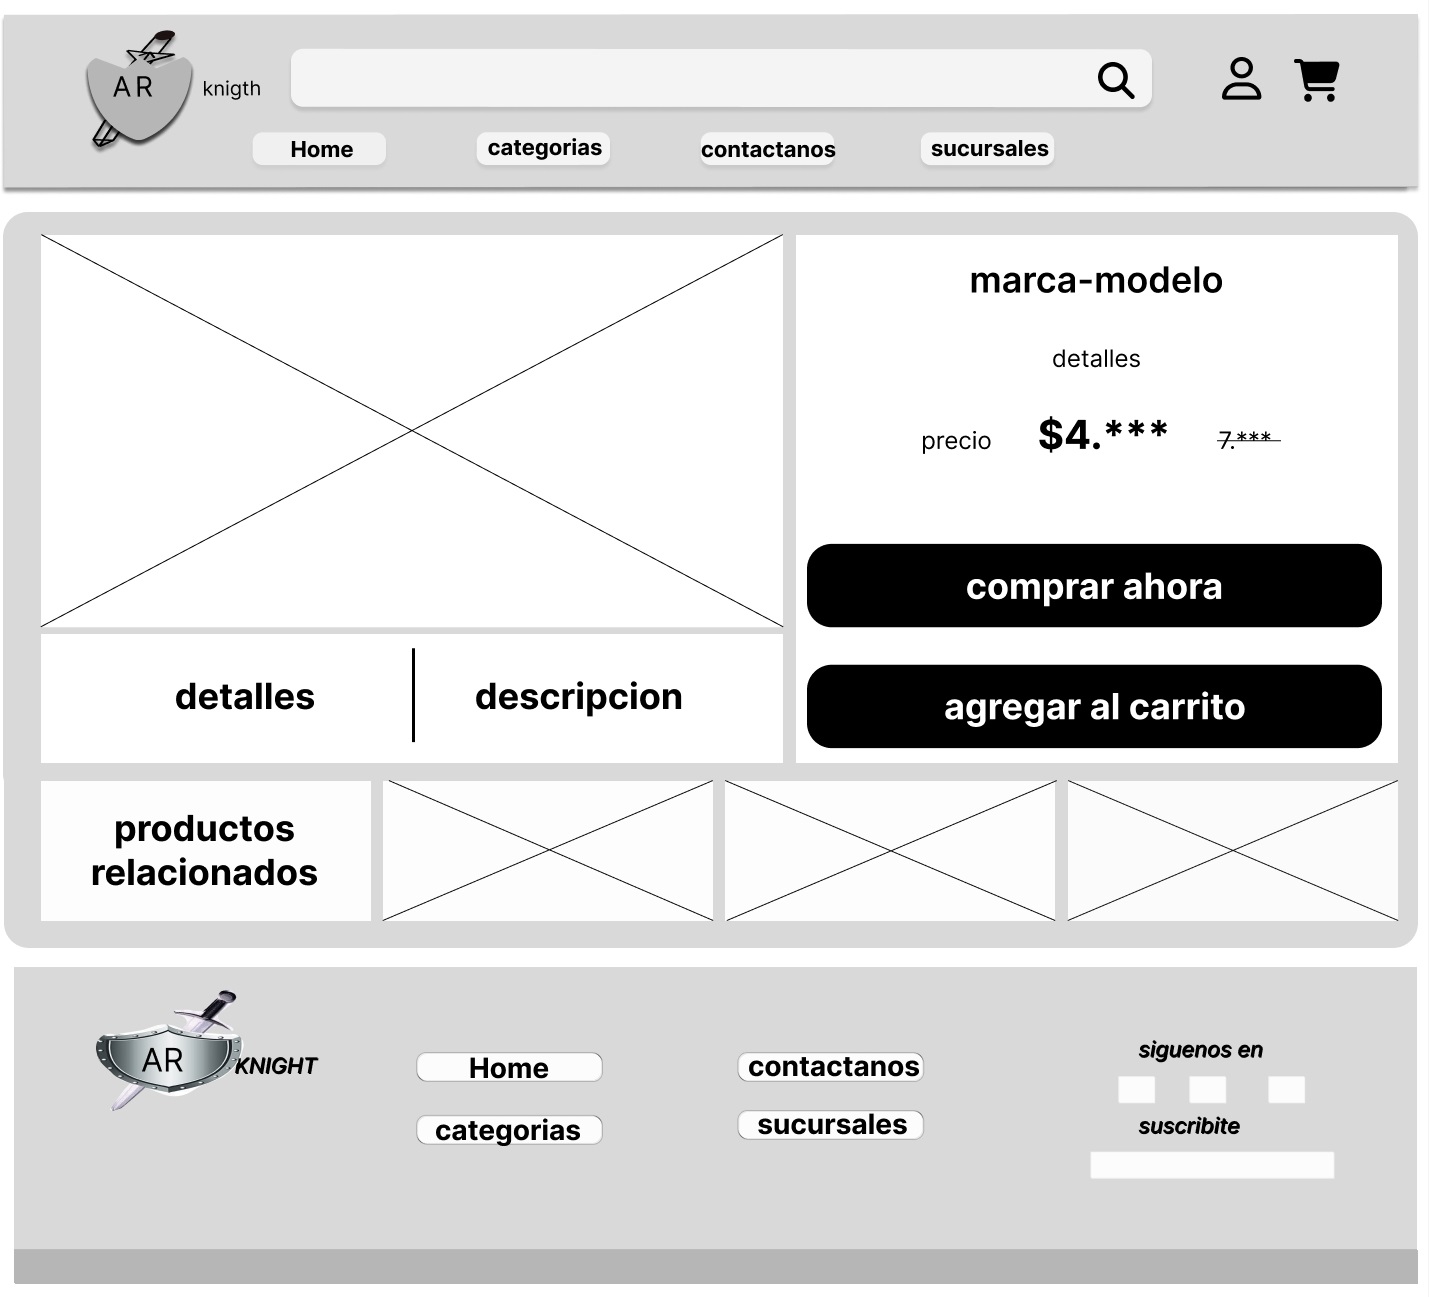 AR
knigth
Home
categorias
contactanos
sucursales
marca-modelo
detalles
precio $4.*** 7.***
comprar ahora
detalles
descripcion
agregar al carrito
productos
relacionados
AR
KNIGHT
Home
contactanos
categorias
sucursales
siguenos en
suscribite